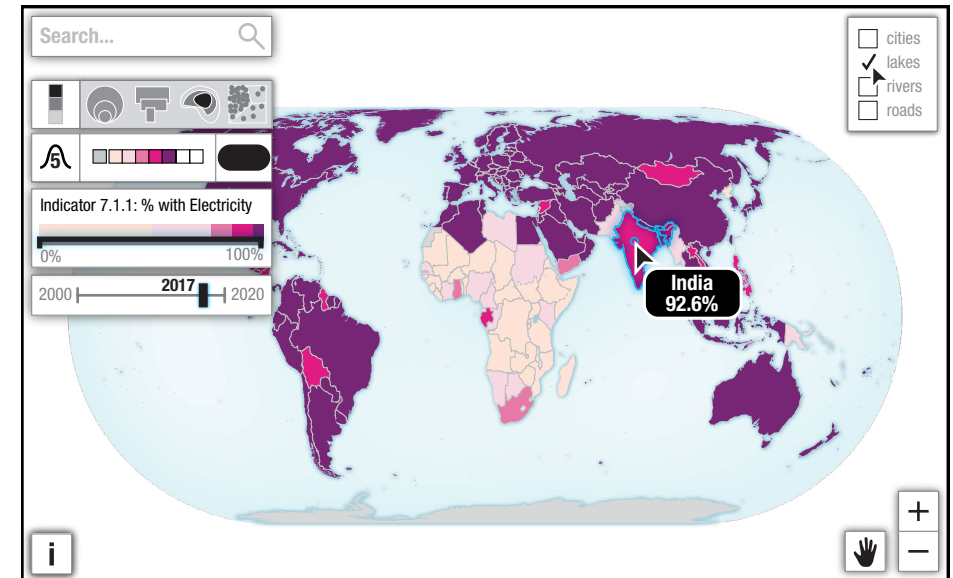 Search...
cities
lakes
rivers
roads
5
Indicator 7.1.1: % with Electricity
0% 100%
2000 2017 2020
India
92.6%
i
+
−